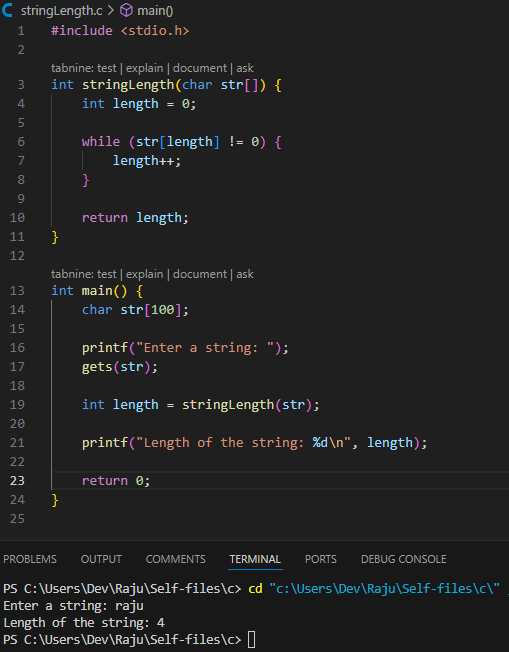 stringLength.c > main()
1 #include <stdio.h>
2
tabnine: test | explain | document | ask
3 int stringLength(char str[]) {
4     int length = 0;
5
6     while (str[length] != 0) {
7         length++;
8     }
9
10     return length;
11 }
12
tabnine: test | explain | document | ask
13 int main() {
14     char str[100];
15
16     printf("Enter a string: ");
17     gets(str);
18
19     int length = stringLength(str);
20
21     printf("Length of the string: %d\n", length);
22
23     return 0;
24 }
25
PROBLEMS OUTPUT COMMENTS TERMINAL PORTS DEBUG CONSOLE
PS C:\Users\Dev\Raju\Self-files\c> cd "c:\Users\Dev\Raju\Self-files\c\"
Enter a string: raju
Length of the string: 4
PS C:\Users\Dev\Raju\Self-files\c>